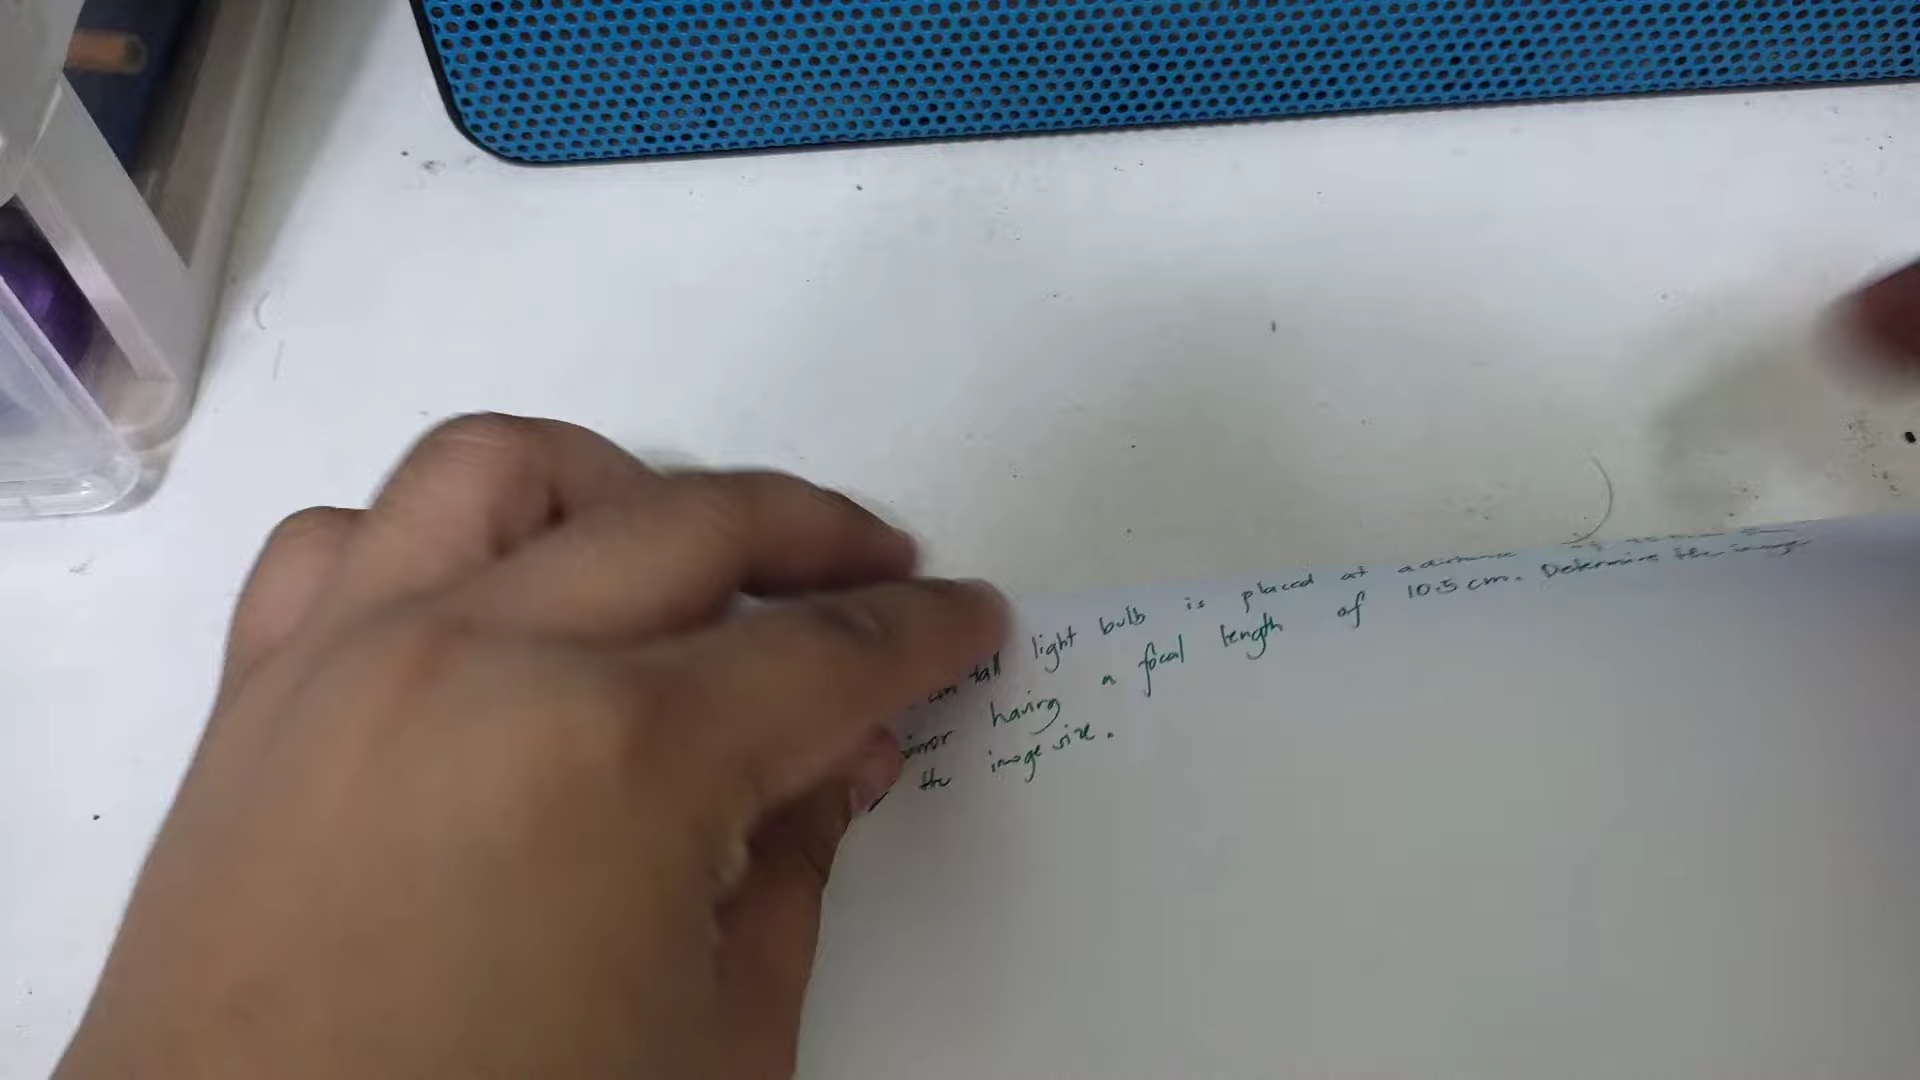 cm tall light bulb is placed at a distance
having a focal length of 10.5 cm. Determine the image
the image size.